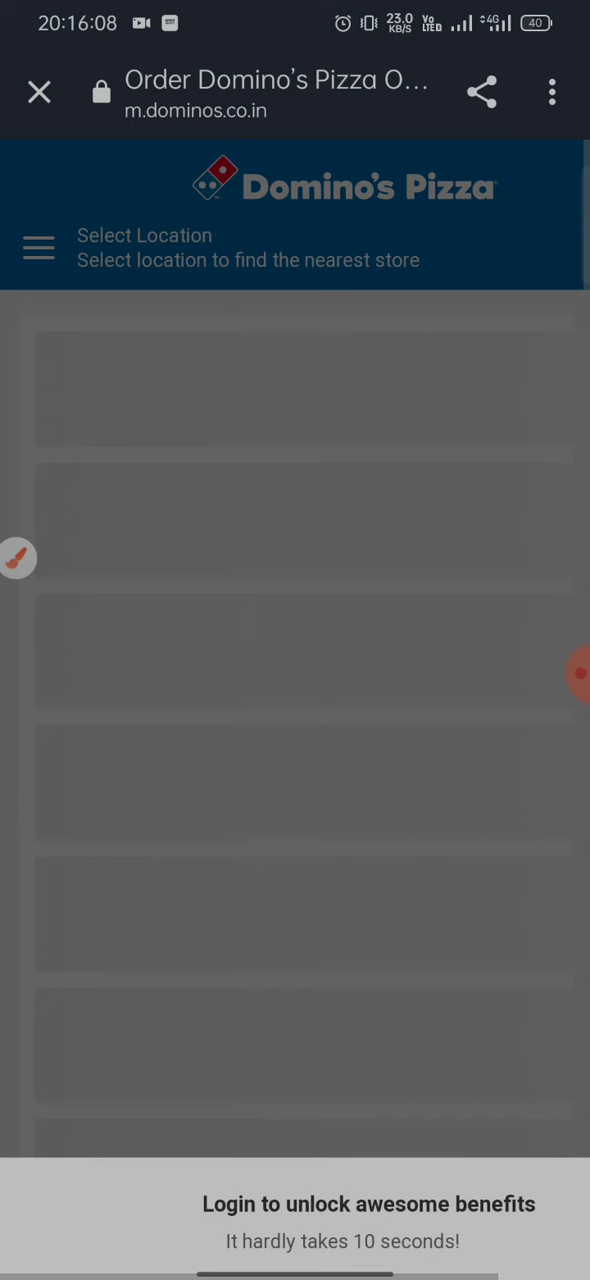 20:16:08 23.0 KB/S Vo LTE 4G 40
Order Domino’s Pizza O...
m.dominos.co.in
Domino's Pizza
Select Location
Select location to find the nearest store
Login to unlock awesome benefits
It hardly takes 10 seconds!